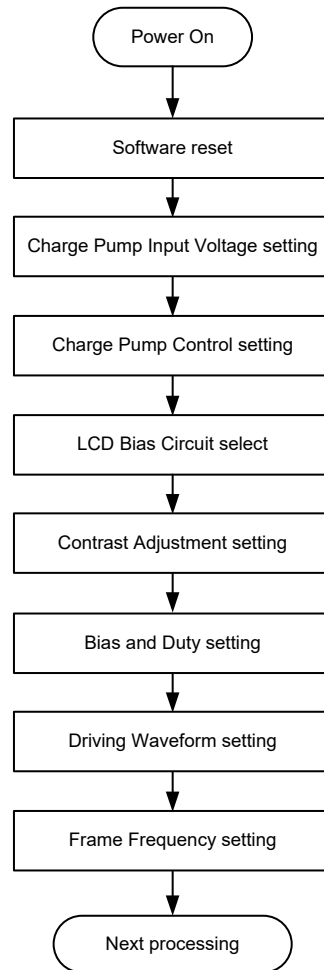 Power On
Software reset
Charge Pump Input Voltage setting
Charge Pump Control setting
LCD Bias Circuit select
Contrast Adjustment setting
Bias and Duty setting
Driving Waveform setting
Frame Frequency setting
Next processing